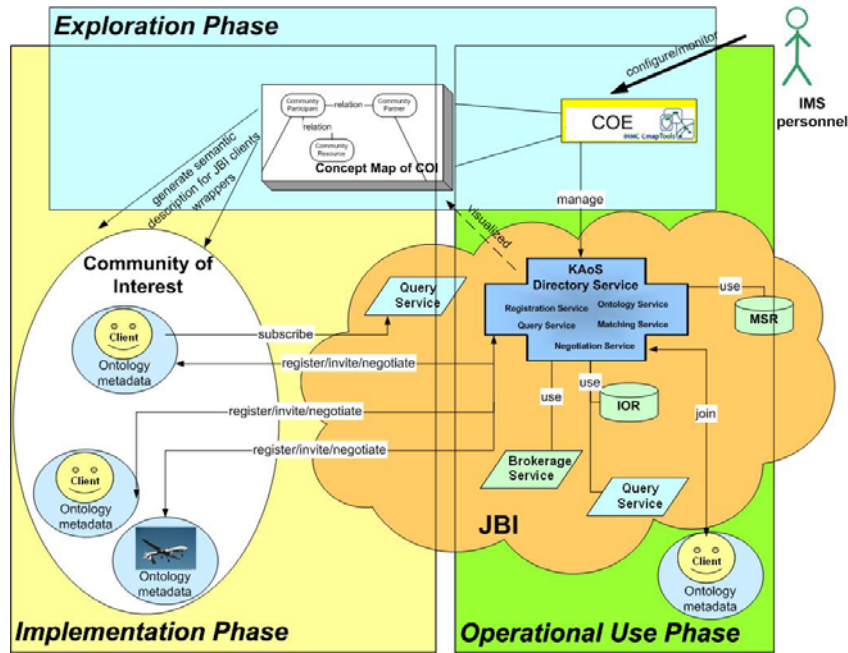 Exploration Phase
configure/monitor
IMS
personnel
Community
Participant
relation
Community
Partner
relation
Community
Resource
Concept Map of COI
COE
IHMC CmapTools
generate semantic
description for JBI clients
wrappers
manage
visualized
Community of
Interest
Query
Service
KAoS
Directory Service
Registration Service
Ontology Service
Query Service
Matching Service
Negotiation Service
use
MSR
Client
Ontology
metadata
subscribe
register/invite/negotiate
use
use
IOR
join
register/invite/negotiate
register/invite/negotiate
Client
Ontology
metadata
Brokerage
Service
Query
Service
JBI
Ontology
metadata
Client
Ontology
metadata
Implementation Phase
Operational Use Phase